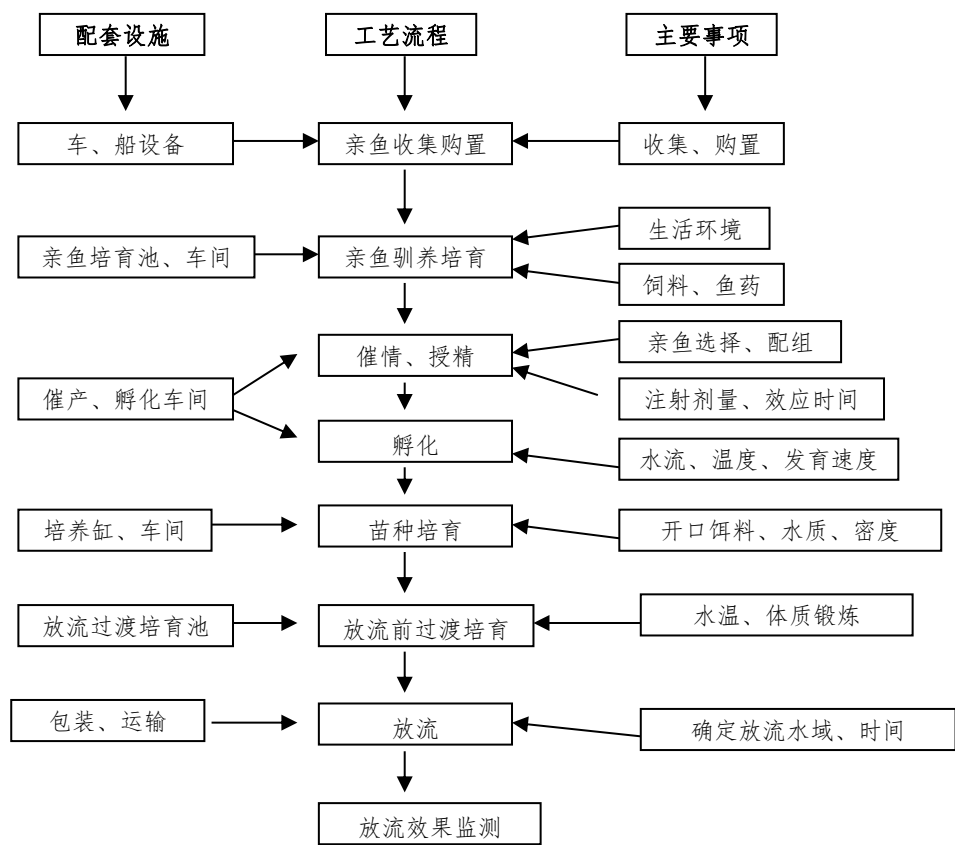 配套设施
工艺流程
主要事项
车、船设备
亲鱼收集购置
收集、购置
生活环境
亲鱼培育池、车间
亲鱼驯养培育
饲料、鱼药
催情、授精
亲鱼选择、配组
催产、孵化车间
注射剂量、效应时间
孵化
水流、温度、发育速度
培养缸、车间
苗种培育
开口饵料、水质、密度
放流过渡培育池
放流前过渡培育
水温、体质锻炼
包装、运输
放流
确定放流水域、时间
放流效果监测